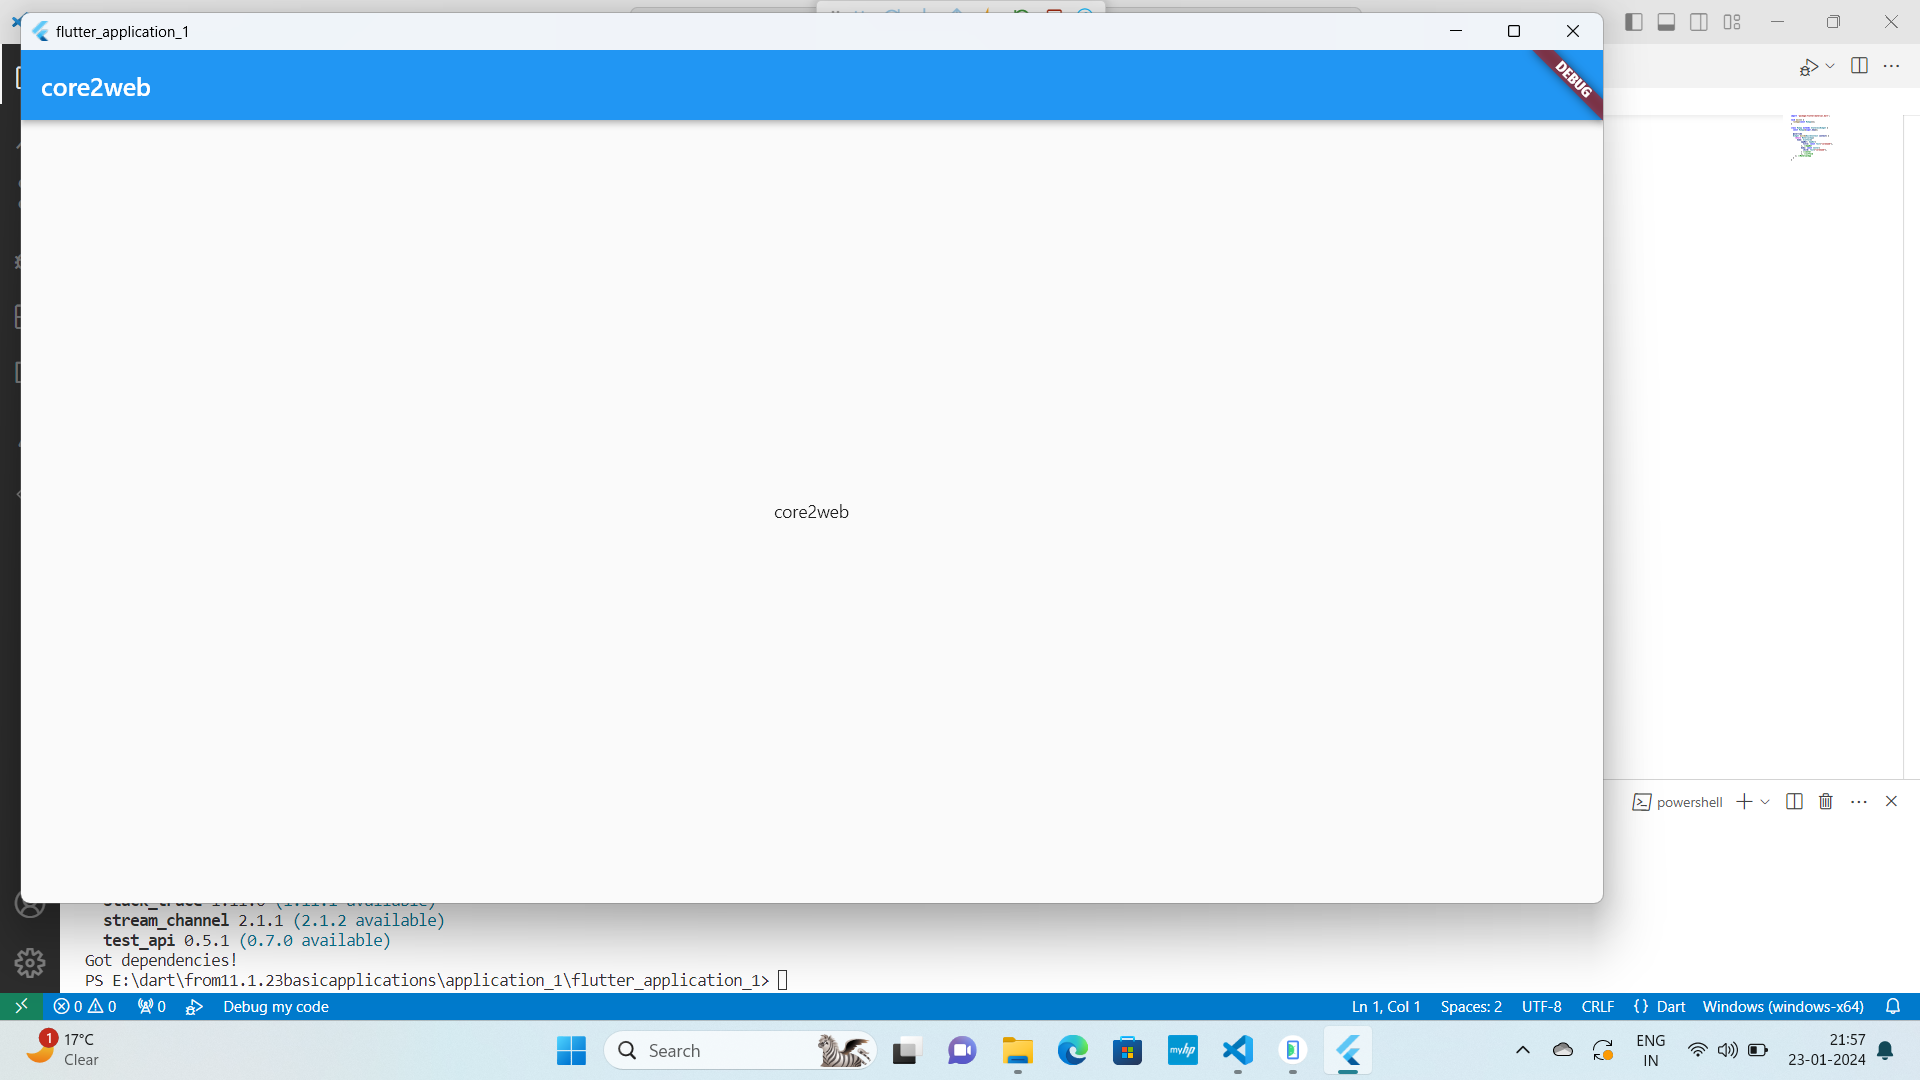 flutter_application_1
core2web
DEBUG
core2web
powershell
stream_channel 2.1.1 (2.1.2 available)
test_api 0.5.1 (0.7.0 available)
Got dependencies!
PS E:\dart\from11.1.23basicapplications\application_1\flutter_application_1>
0 0 0 Debug my code
Ln 1, Col 1 Spaces: 2 UTF-8 CRLF {} Dart Windows (windows-x64)
1
17°C
Clear
Search
myhp
ENG
IN
21:57
23-01-2024